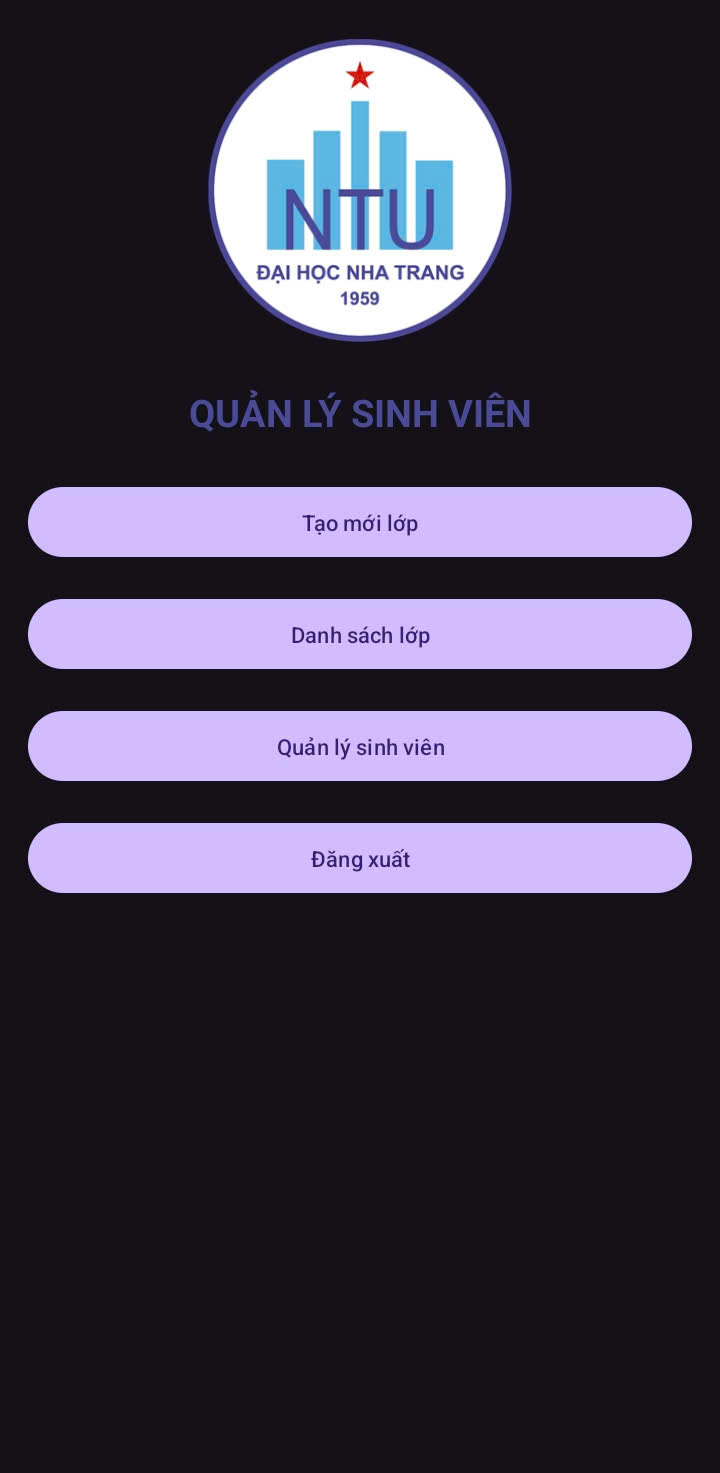 NTU
ĐẠI HỌC NHA TRANG
1959
QUẢN LÝ SINH VIÊN
Tạo mới lớp
Danh sách lớp
Quản lý sinh viên
Đăng xuất